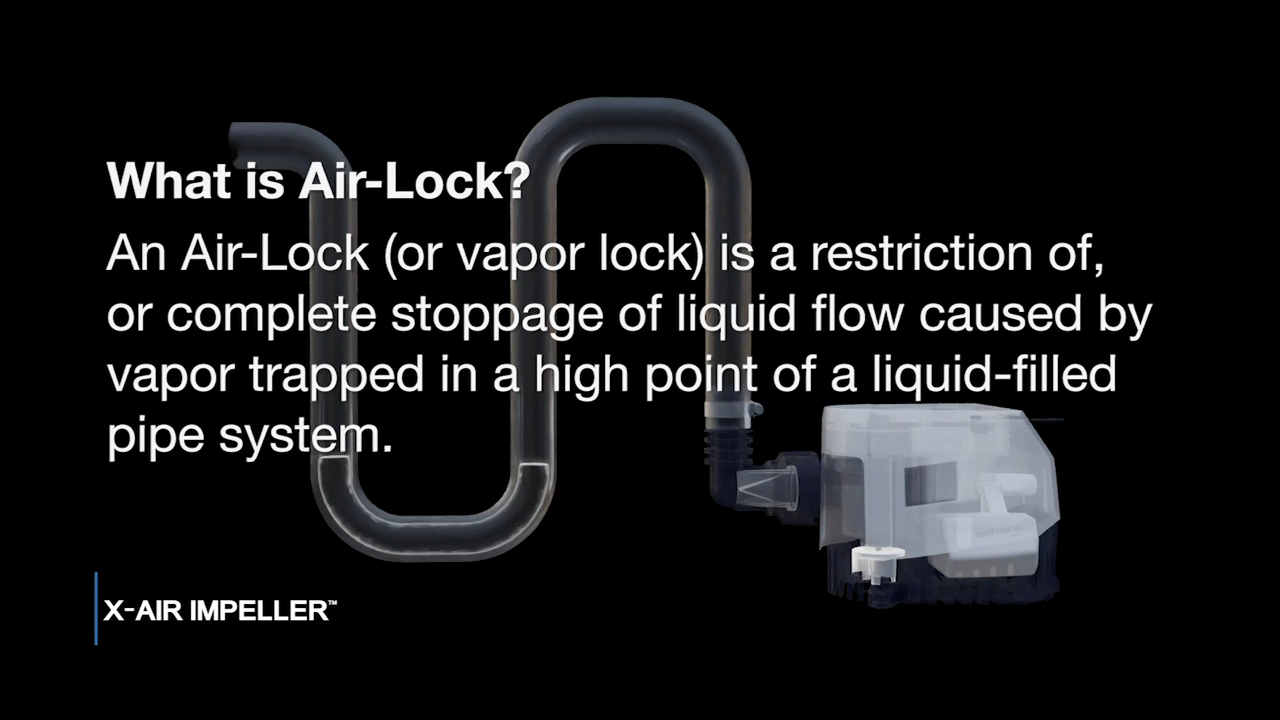 What is Air-Lock?
An Air-Lock (or vapor lock) is a restriction of,
or complete stoppage of liquid flow caused by
vapor trapped in a high point of a liquid-filled
pipe system.
X-AIR IMPELLER™